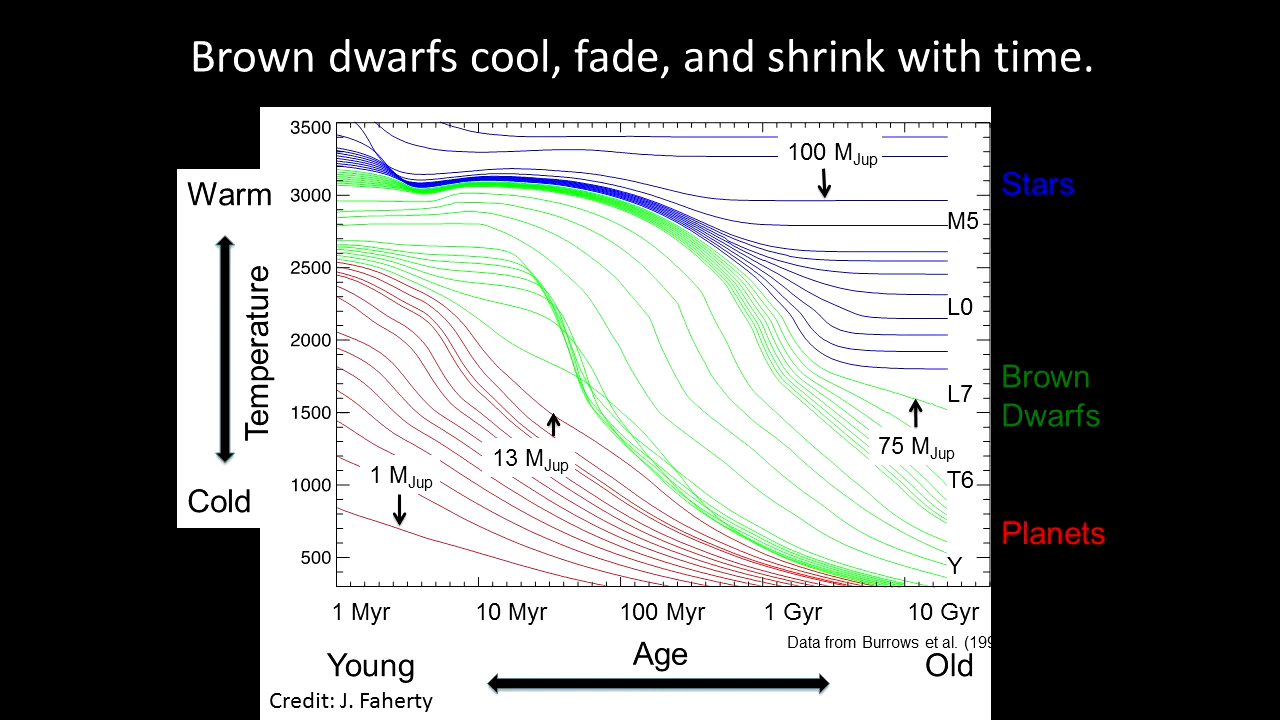 Brown dwarfs cool, fade, and shrink with time.
3500
3000
2500
2000
1500
1000
500
Warm
Temperature
Cold
100 MJup
75 MJup
13 MJup
1 MJup
M5
L0
L7
T6
Y
Stars
Brown
Dwarfs
Planets
1 Myr 10 Myr 100 Myr 1 Gyr 10 Gyr
Data from Burrows et al. (199
Young Age Old
Credit: J. Faherty